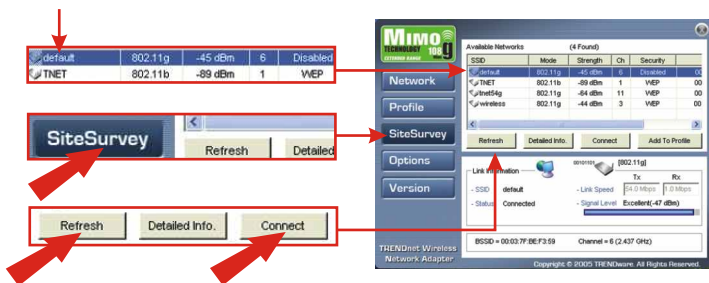 default 802.11g -45 dBm 6 Disabled
TNET 802.11b -89 dBm 1 WEP
SiteSurvey
Refresh Detailed
Refresh Detailed Info. Connect
MIMO g
TECHNOLOGY 108
EXTENDED RANGE
Network
Profile
SiteSurvey
Options
Version
TRENDnet Wireless
Network Adapter
Available Networks (4 Found)
SSID Mode Strength Ch Security
default 802.11g -45 dBm 6 Disabled 00
TNET 802.11b -89 dBm 1 WEP 00
tnet54g 802.11g -64 dBm 11 WEP 00
wireless 802.11g -44 dBm 3 WEP 00
Refresh Detailed Info. Connect Add To Profile
Link Information [802.11g]
Tx Rx
- SSID default - Link Speed 54.0 Mbps 1.0 Mbps
- Status Connected - Signal Level Excellent(-47 dBm)
BSSID = 00:03:7F:BE:F3:59 Channel = 6 (2.437 GHz)
Copyright © 2005 TRENDware. All Rights Reserved.